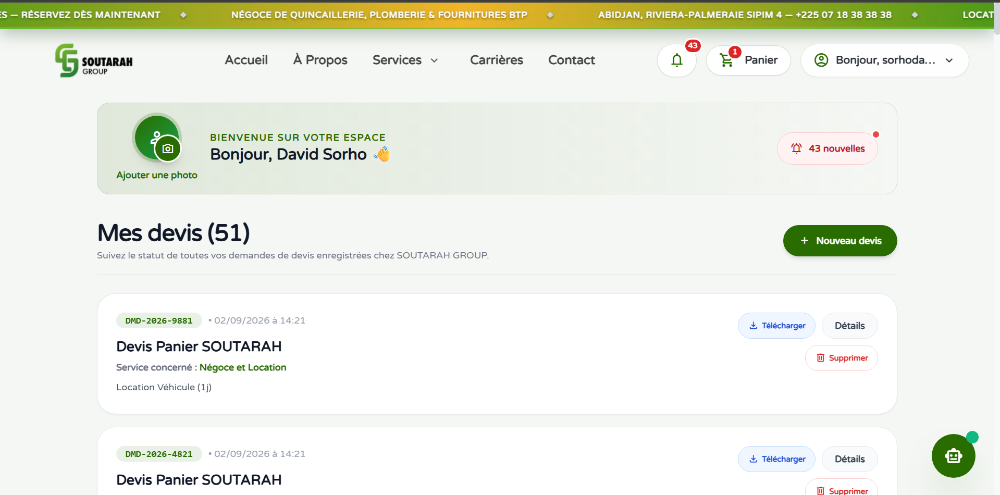 ES — RÉSERVEZ DÈS MAINTENANT ◆ NÉGOCE DE QUINCAILLERIE, PLOMBERIE & FOURNITURES BTP ◆ ABIDJAN, RIVIERA-PALMERAIE SIPIM 4 — +225 07 18 38 38 38 ◆ LOCAT
SOUTARAH
GROUP
Accueil À Propos Services Carrières Contact
43
1
Panier
Bonjour, sorhoda...
BIENVENUE SUR VOTRE ESPACE
Bonjour, David Sorho 👋
Ajouter une photo
43 nouvelles
Mes devis (51)
Suivez le statut de toutes vos demandes de devis enregistrées chez SOUTARAH GROUP.
+ Nouveau devis
DMD-2026-9881 • 02/09/2026 à 14:21
Devis Panier SOUTARAH
Service concerné : Négoce et Location
Location Véhicule (1j)
Télécharger Détails
Supprimer
DMD-2026-4821 • 02/09/2026 à 14:21
Devis Panier SOUTARAH
Télécharger Détails
Supprimer